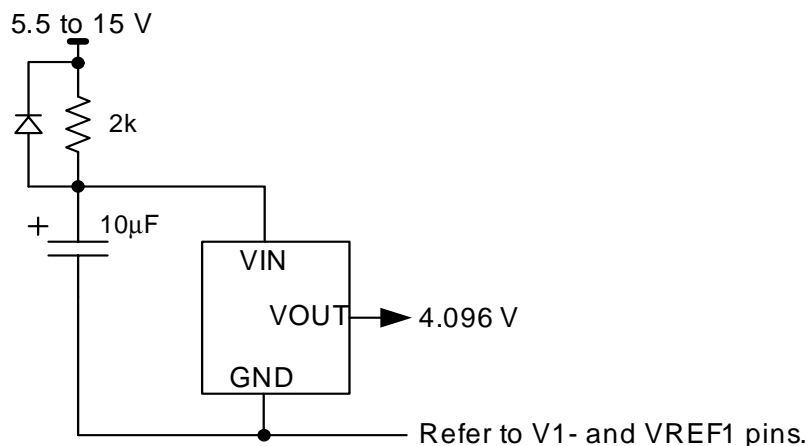 5.5 to 15 V
2k
+
10µF
VIN
VOUT
4.096 V
GND
Refer to V1- and VREF1 pins.